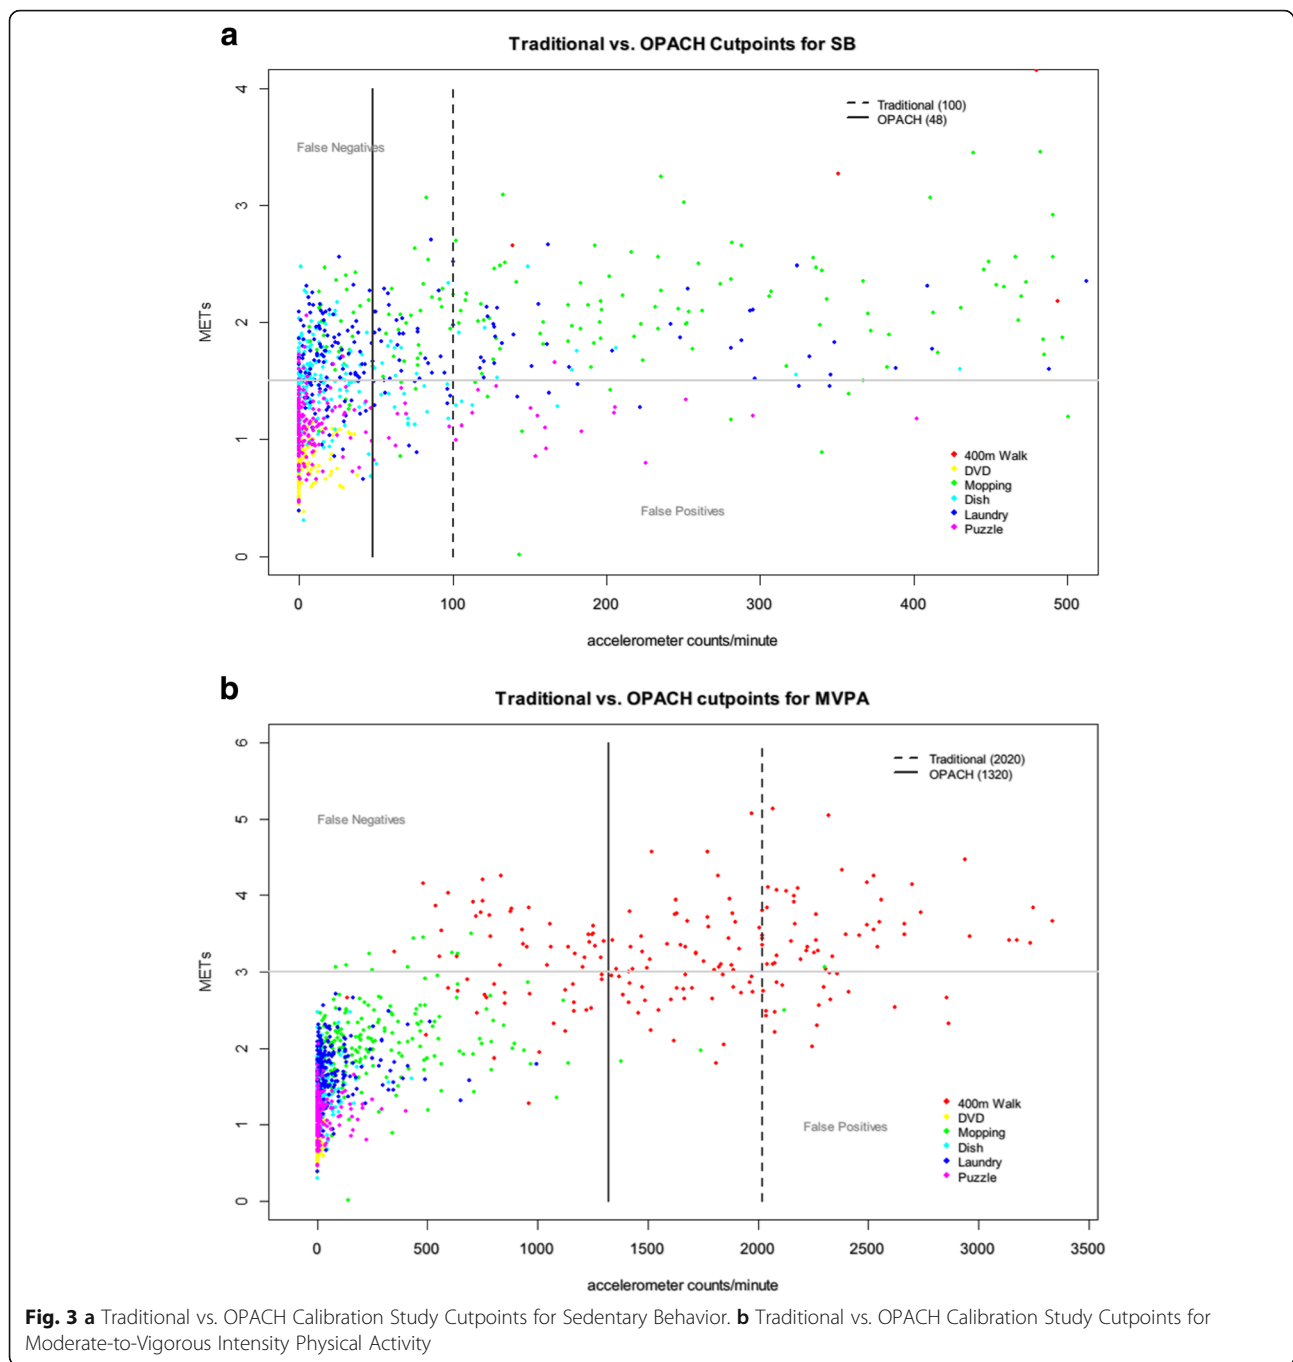 a
Traditional vs. OPACH Cutpoints for SB
4
3
2
1
0
METs
False Negatives
Traditional (100)
OPACH (48)
400m Walk
DVD
Mopping
Dish
Laundry
Puzzle
False Positives
0 100 200 300 400 500
accelerometer counts/minute
b
Traditional vs. OPACH cutpoints for MVPA
6
5
4
3
2
1
0
METs
False Negatives
Traditional (2020)
OPACH (1320)
400m Walk
DVD
Mopping
Dish
Laundry
Puzzle
False Positives
0 500 1000 1500 2000 2500 3000 3500
accelerometer counts/minute
Fig. 3 a Traditional vs. OPACH Calibration Study Cutpoints for Sedentary Behavior. b Traditional vs. OPACH Calibration Study Cutpoints for
Moderate-to-Vigorous Intensity Physical Activity